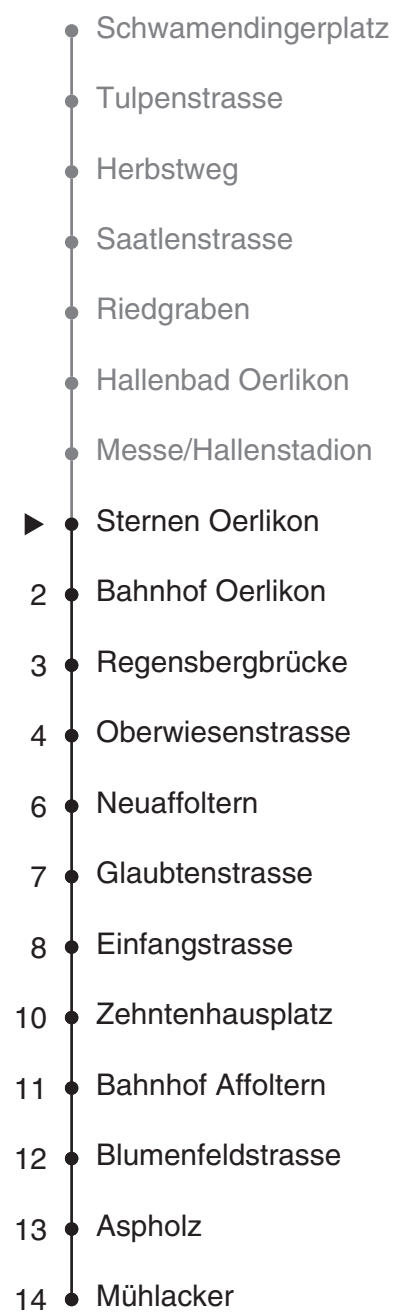 Schwamendingerplatz
Tulpenstrasse
Herbstweg
Saatlenstrasse
Riedgraben
Hallenbad Oerlikon
Messe/Hallenstadion
Sternen Oerlikon
2 Bahnhof Oerlikon
3 Regensbergbrücke
4 Oberwiesenstrasse
6 Neuaffoltern
7 Glaubtenstrasse
8 Einfangstrasse
10 Zehntenhausplatz
11 Bahnhof Affoltern
12 Blumenfeldstrasse
13 Aspholz
14 Mühlacker